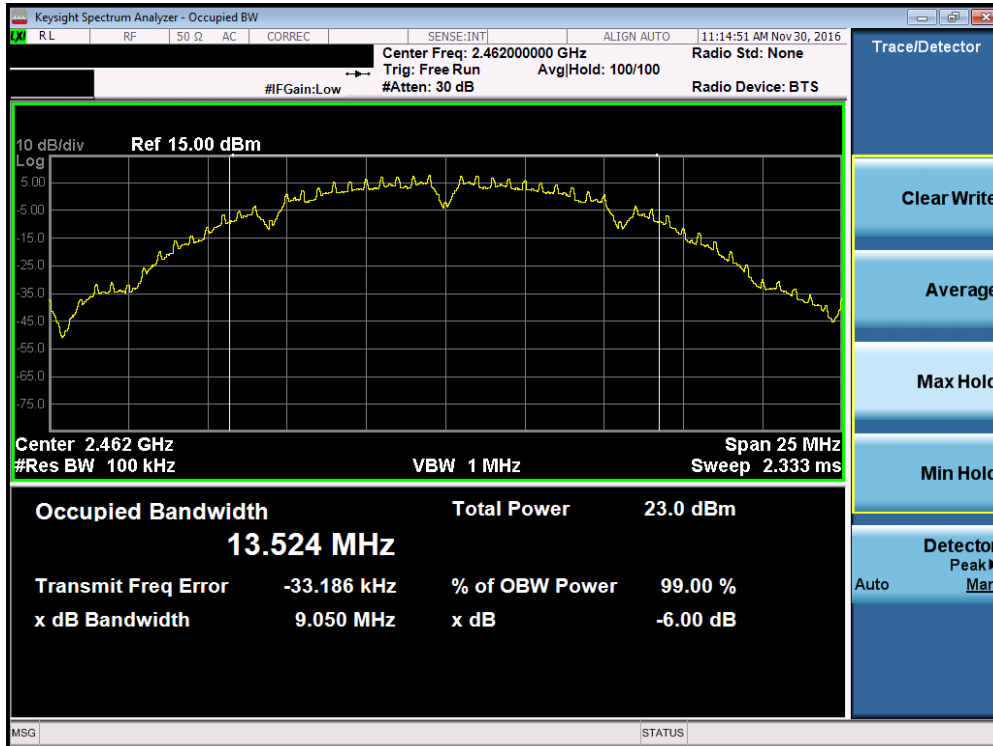 Keysight Spectrum Analyzer - Occupied BW
LXI RL RF 50 Ω AC CORREC SENSE:INT ALIGN AUTO 11:14:51 AM Nov 30, 2016
Center Freq: 2.462000000 GHz Radio Std: None
Trig: Free Run Avg|Hold: 100/100
#IFGain:Low #Atten: 30 dB Radio Device: BTS
10 dB/div Ref 15.00 dBm
Log
5.00
-5.00
-15.0
-25.0
-35.0
-45.0
-55.0
-65.0
-75.0
Center 2.462 GHz Span 25 MHz
#Res BW 100 kHz VBW 1 MHz Sweep 2.333 ms
Occupied Bandwidth Total Power 23.0 dBm
13.524 MHz
Transmit Freq Error -33.186 kHz % of OBW Power 99.00 %
x dB Bandwidth 9.050 MHz x dB -6.00 dB
MSG STATUS
Trace/Detector
Clear Write
Average
Max Hold
Min Hold
Detector
Peak
Auto Man